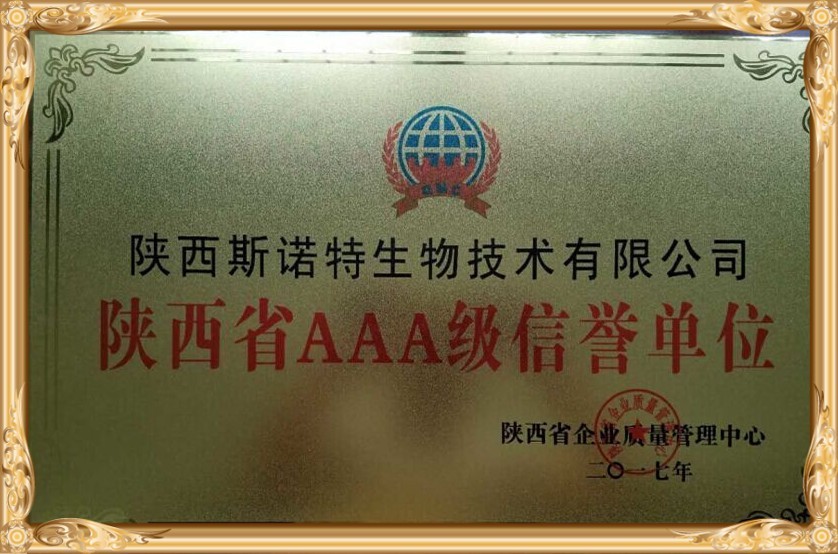 QMC
陕西斯诺特生物技术有限公司
陕西省AAA级信誉单位
陕西省企业质量管理中心
二〇一七年